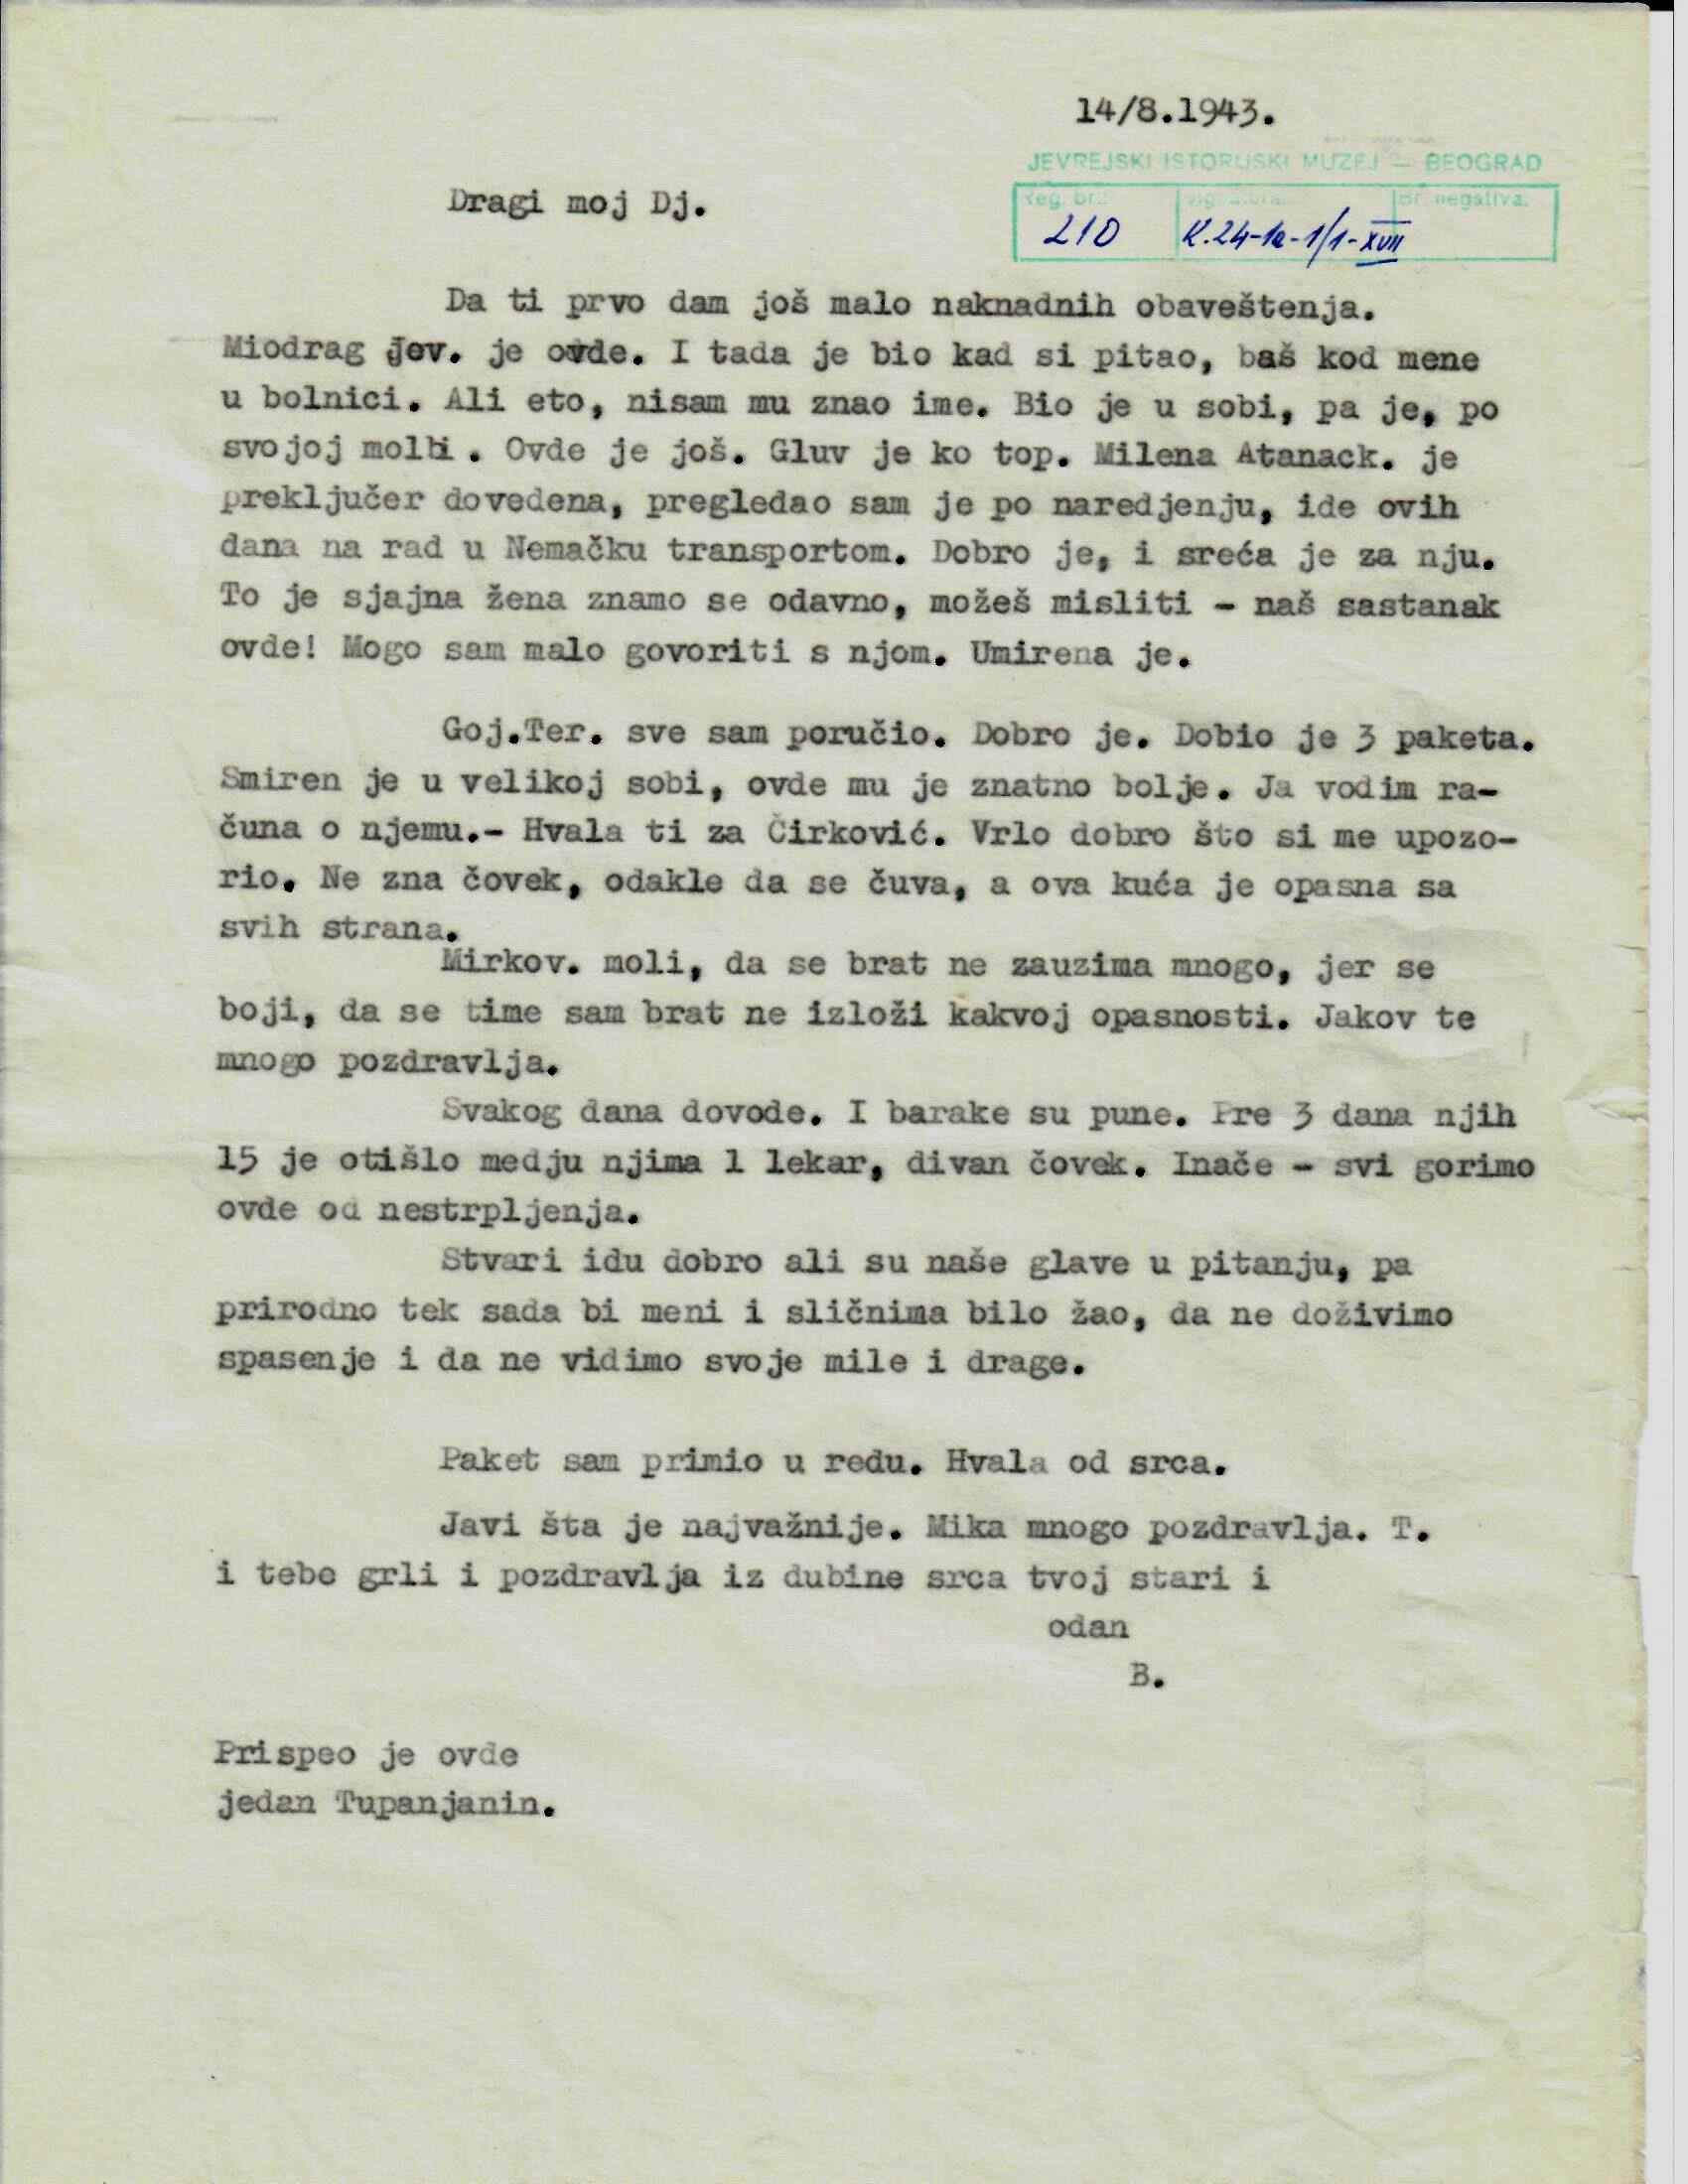 14/8.1943.
JEVREJSKI ISTORIJSKI MUZEJ — BEOGRAD
Reg. br.: Signatura: Br. negativa:
210 K.24-1a-1/1-XVII
Dragi moj Dj.
Da ti prvo dam još malo naknadnih obaveštenja.
Miodrag Jov. je ovde. I tada je bio kad si pitao, baš kod mene
u bolnici. Ali eto, nisam mu znao ime. Bio je u sobi, pa je, po
svojoj molbi . Ovde je još. Gluv je ko top. Milena Atanack. je
preključer dovedena, pregledao sam je po naredjenju, ide ovih
dana na rad u Nemačku transportom. Dobro je, i sreća je za nju.
To je sjajna žena znamo se odavno, možeš misliti - naš sastanak
ovde! Mogo sam malo govoriti s njom. Umirena je.
Goj.Ter. sve sam poručio. Dobro je. Dobio je 3 paketa.
Smiren je u velikoj sobi, ovde mu je znatno bolje. Ja vodim ra-
čuna o njemu.- Hvala ti za Ćirković. Vrlo dobro što si me upozo-
rio. Ne zna čovek, odakle da se čuva, a ova kuća je opasna sa
svih strana.
Mirkov. moli, da se brat ne zauzima mnogo, jer se
boji, da se time sam brat ne izloži kakvoj opasnosti. Jakov te
mnogo pozdravlja.
Svakog dana dovode. I barake su pune. Pre 3 dana njih
15 je otišlo medju njima 1 lekar, divan čovek. Inače - svi gorimo
ovde od nestrpljenja.
Stvari idu dobro ali su naše glave u pitanju, pa
prirodno tek sada bi meni i sličnima bilo žao, da ne doživimo
spasenje i da ne vidimo svoje mile i drage.
Paket sam primio u redu. Hvala od srca.
Javi šta je najvažnije. Mika mnogo pozdravlja. T.
i tebe grli i pozdravlja iz dubine srca tvoj stari i
odan
B.
Prispeo je ovde
jedan Tupanjanin.